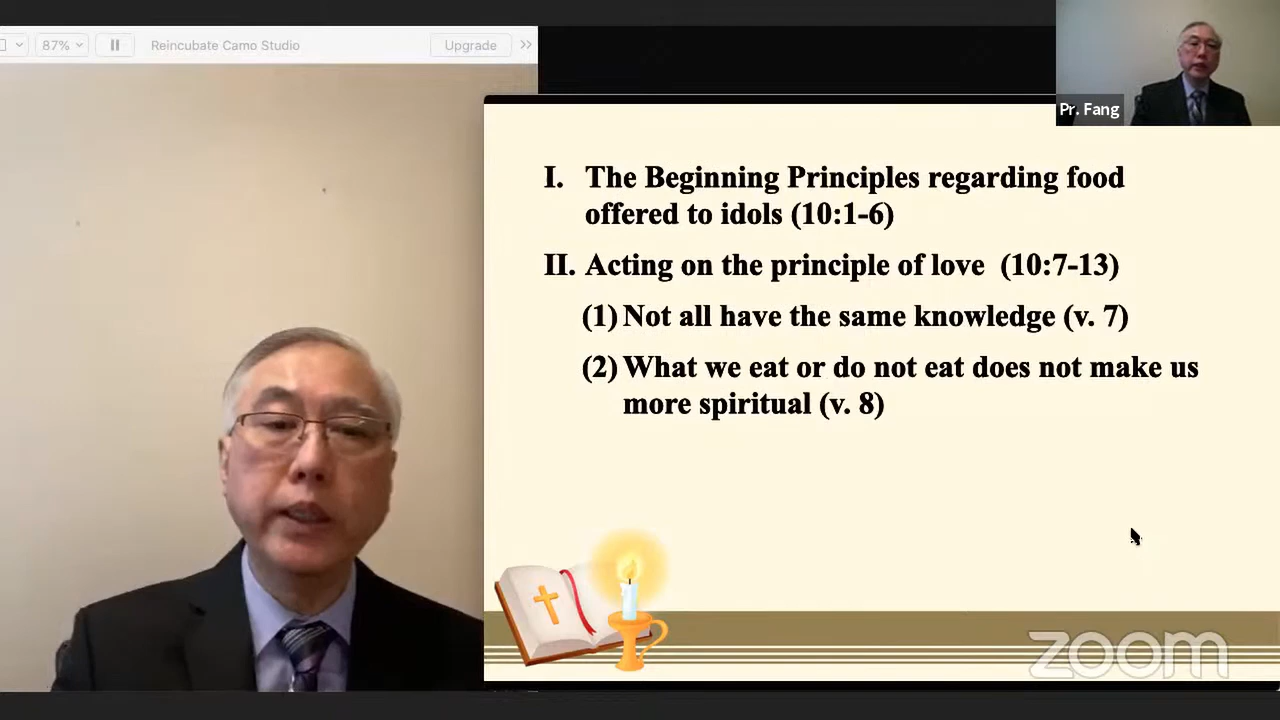 87%
Reincubate Camo Studio
Upgrade
Pr. Fang
I. The Beginning Principles regarding food
offered to idols (10:1-6)
II. Acting on the principle of love (10:7-13)
(1) Not all have the same knowledge (v. 7)
(2) What we eat or do not eat does not make us
more spiritual (v. 8)
zoom